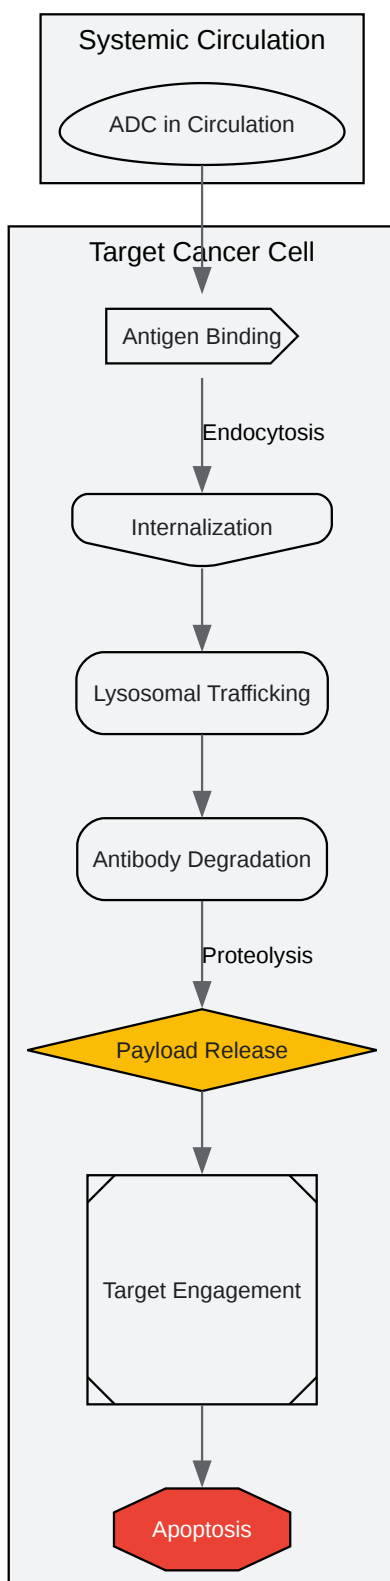 Systemic Circulation
ADC in Circulation
Target Cancer Cell
Antigen Binding
Endocytosis
Internalization
Lysosomal Trafficking
Antibody Degradation
Proteolysis
Payload Release
Target Engagement
Apoptosis